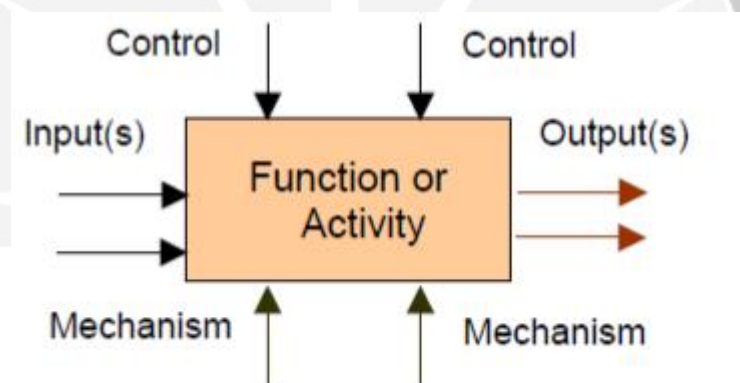 Control
Control
Input(s)
Output(s)
Function or
Activity
Mechanism
Mechanism